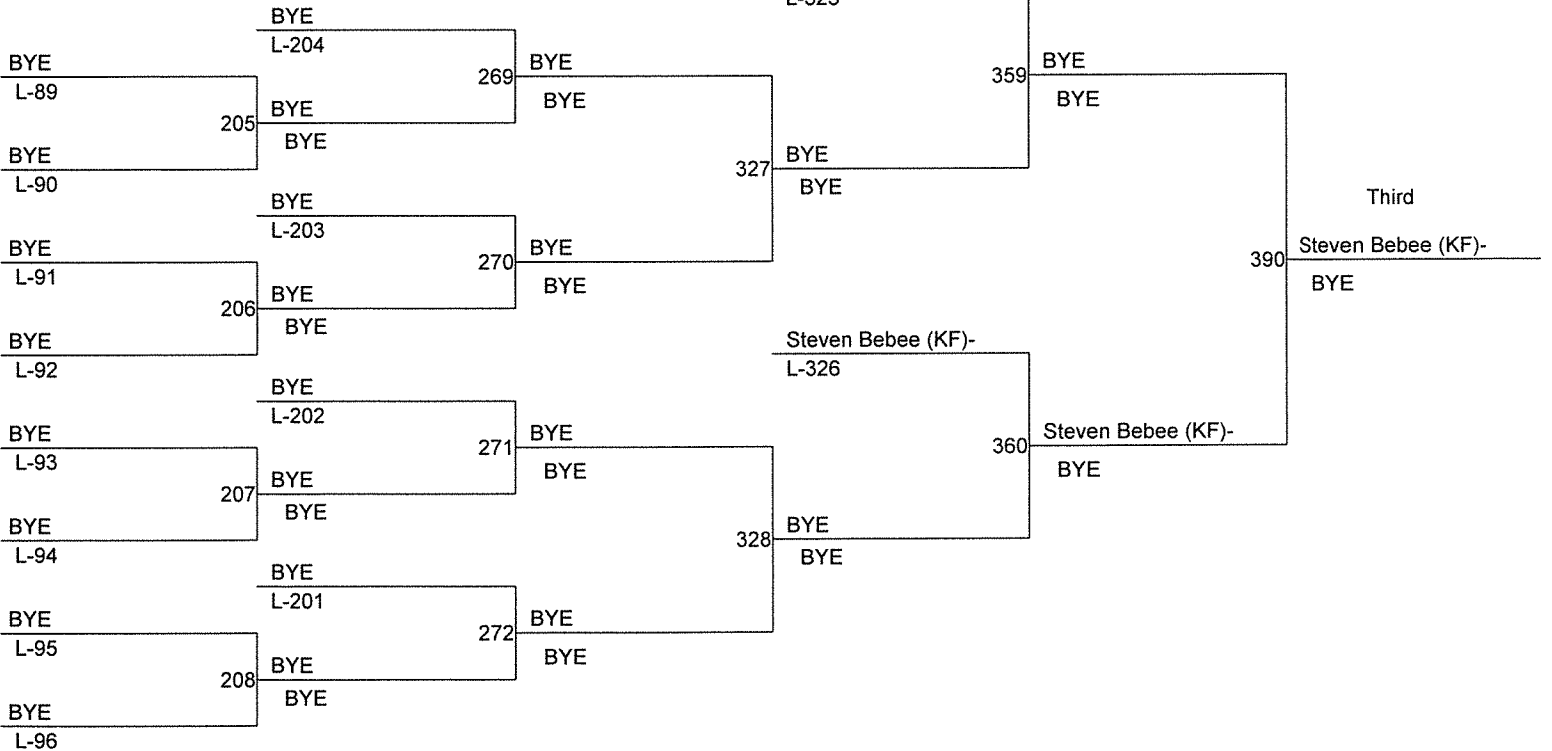 L-325
BYE
L-204
BYE
L-89
269
BYE
BYE
359
BYE
BYE
205
BYE
BYE
BYE
L-90
327
BYE
BYE
BYE
L-203
Third
BYE
L-91
270
BYE
BYE
390
Steven Bebee (KF)-
BYE
206
BYE
BYE
BYE
L-92
Steven Bebee (KF)-
L-326
BYE
L-202
BYE
L-93
271
BYE
BYE
360
Steven Bebee (KF)-
BYE
207
BYE
BYE
BYE
L-94
328
BYE
BYE
BYE
L-201
BYE
L-95
272
BYE
BYE
208
BYE
BYE
BYE
L-96